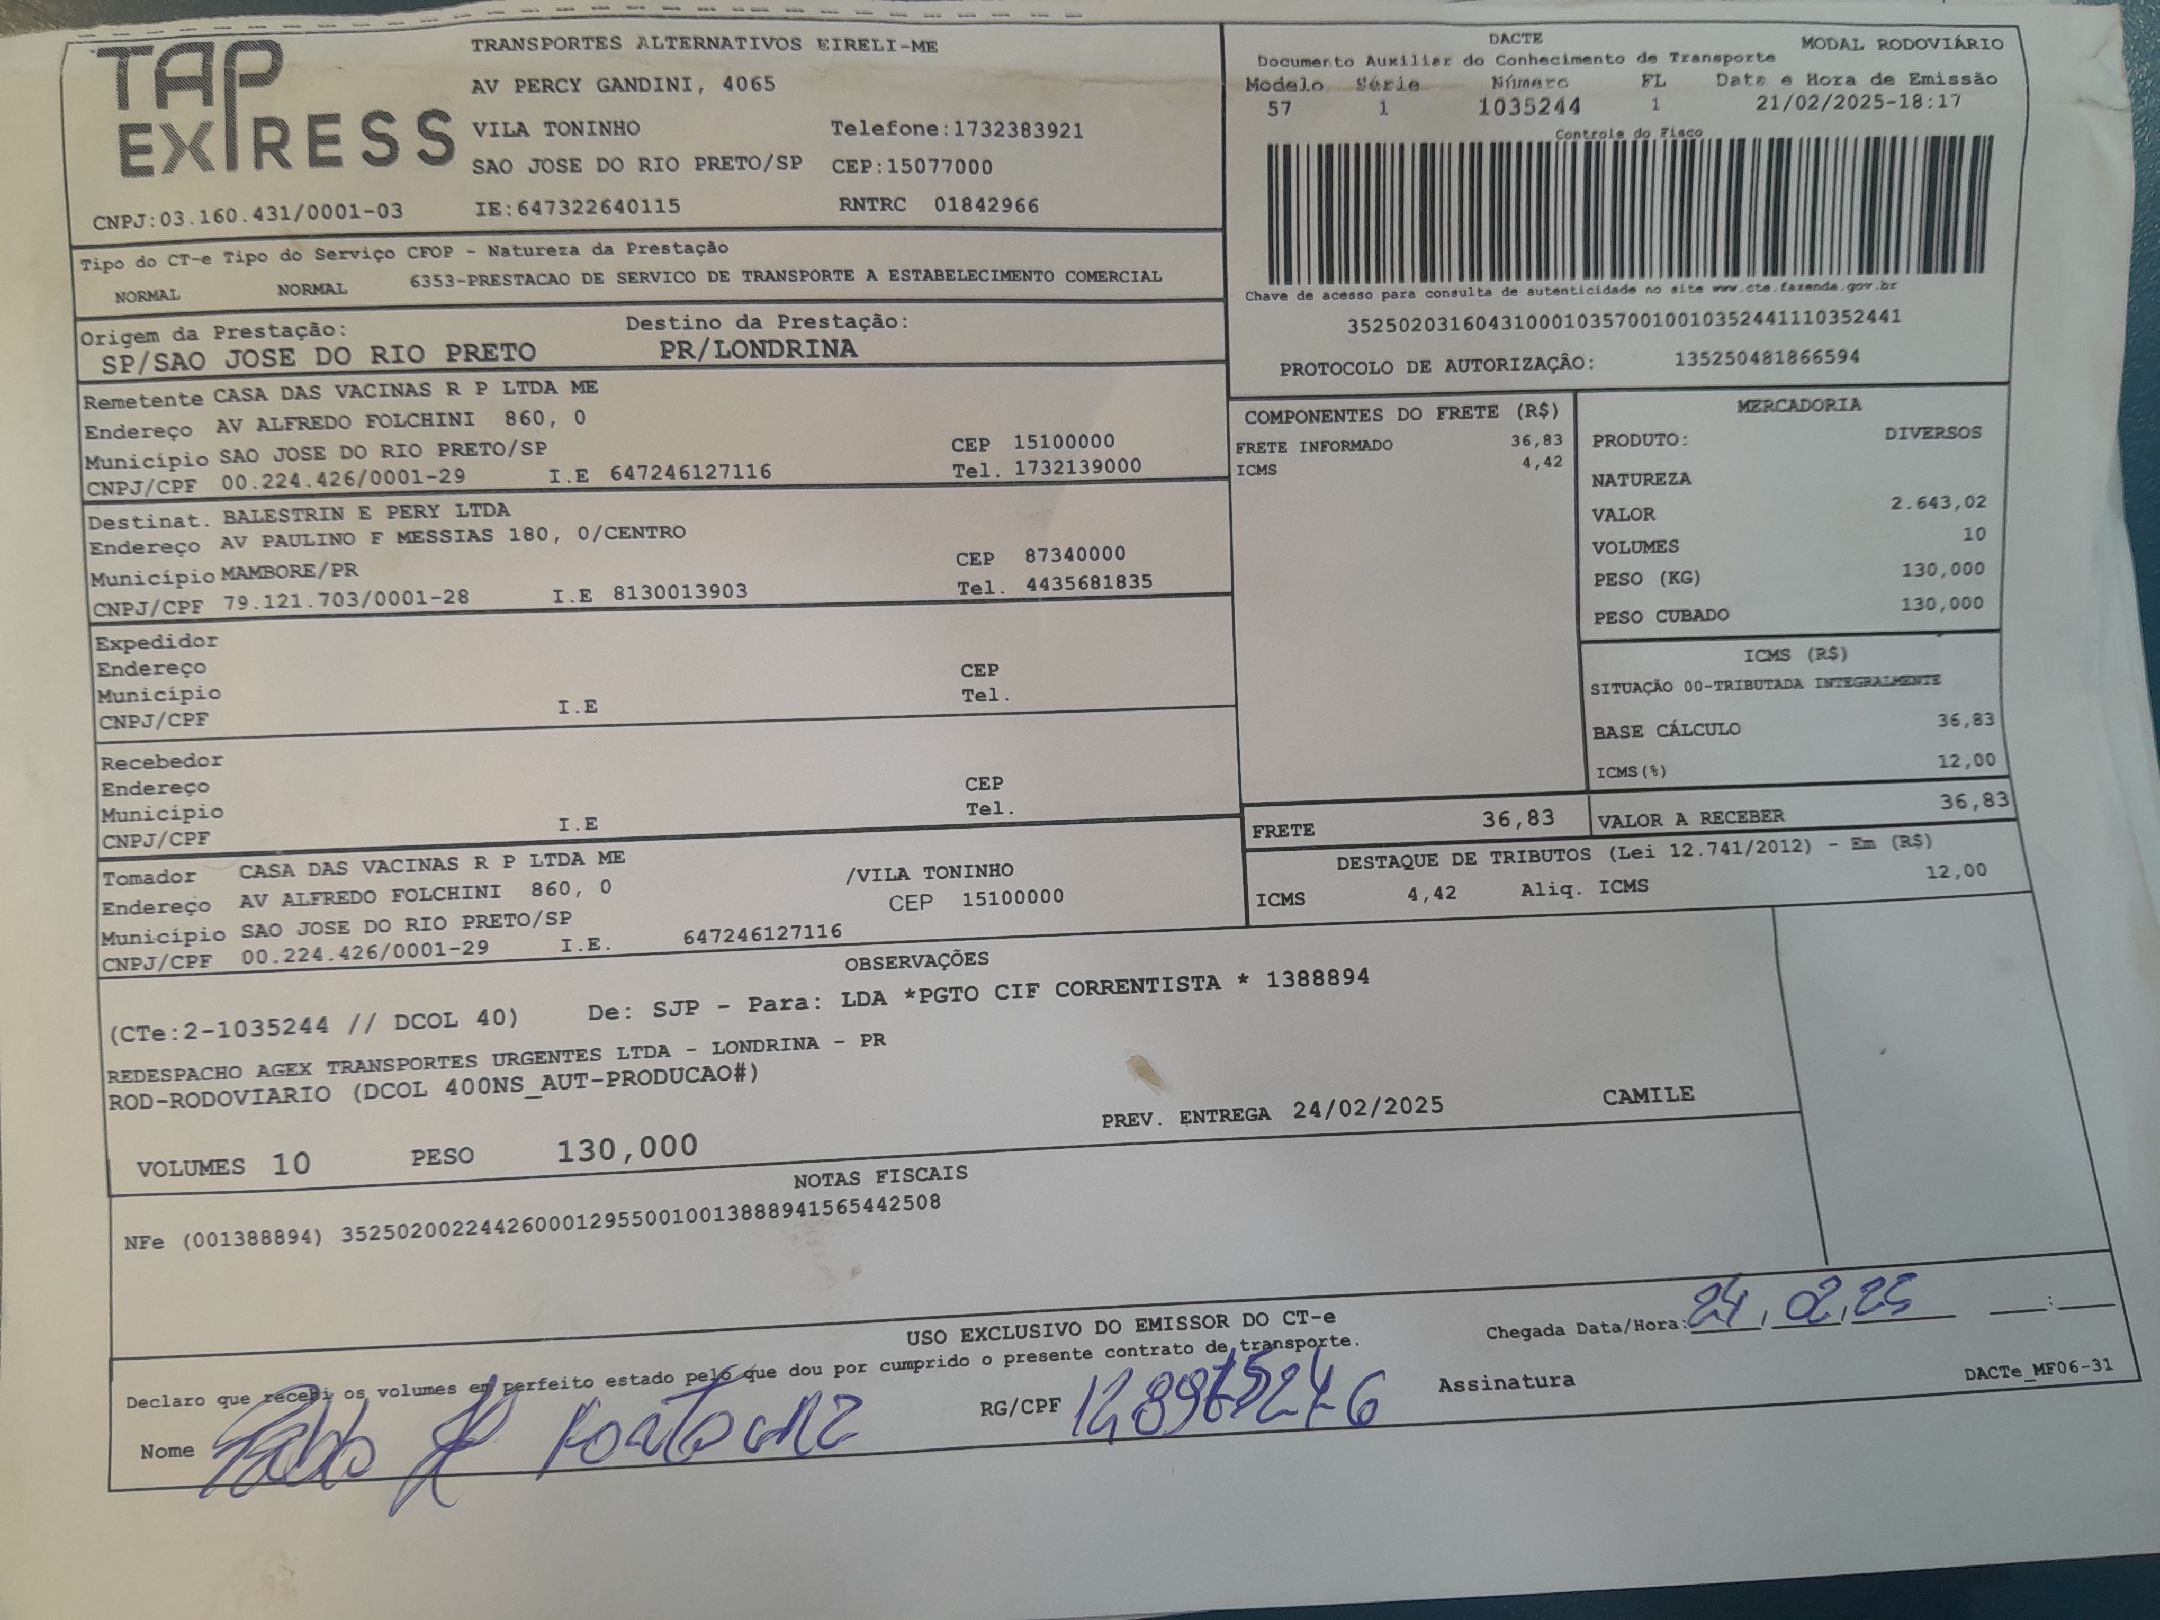 TAP EXPRESS
TRANSPORTES ALTERNATIVOS EIRELI-ME
AV PERCY GANDINI, 4065
VILA TONINHO Telefone:1732383921
SAO JOSE DO RIO PRETO/SP CEP:15077000
CNPJ:03.160.431/0001-03 IE:647322640115 RNTRC 01842966
DACTE MODAL RODOVIÁRIO
Documento Auxiliar do Conhecimento de Transporte
Modelo Série Número FL Data e Hora de Emissão
57 1 1035244 1 21/02/2025-18:17
Controle do Fisco
Chave de acesso para consulta de autenticidade no site www.cte.fazenda.gov.br
35250203160431000103570010010352441110352441
PROTOCOLO DE AUTORIZAÇÃO: 135250481866594
Tipo do CT-e Tipo do Serviço CFOP - Natureza da Prestação
NORMAL NORMAL 6353-PRESTACAO DE SERVICO DE TRANSPORTE A ESTABELECIMENTO COMERCIAL
Origem da Prestação: Destino da Prestação:
SP/SAO JOSE DO RIO PRETO PR/LONDRINA
Remetente CASA DAS VACINAS R P LTDA ME
Endereço AV ALFREDO FOLCHINI 860, 0
Município SAO JOSE DO RIO PRETO/SP CEP 15100000
CNPJ/CPF 00.224.426/0001-29 I.E 647246127116 Tel. 1732139000
Destinat. BALESTRIN E PERY LTDA
Endereço AV PAULINO F MESSIAS 180, 0/CENTRO
Município MAMBORE/PR CEP 87340000
CNPJ/CPF 79.121.703/0001-28 I.E 8130013903 Tel. 4435681835
Expedidor
Endereço CEP
Município Tel.
CNPJ/CPF I.E
Recebedor
Endereço CEP
Município Tel.
CNPJ/CPF I.E
Tomador CASA DAS VACINAS R P LTDA ME
Endereço AV ALFREDO FOLCHINI 860, 0 /VILA TONINHO
Município SAO JOSE DO RIO PRETO/SP CEP 15100000
CNPJ/CPF 00.224.426/0001-29 I.E. 647246127116
COMPONENTES DO FRETE (R$)
FRETE INFORMADO 36,83
ICMS 4,42
MERCADORIA
PRODUTO: DIVERSOS
NATUREZA
VALOR 2.643,02
VOLUMES 10
PESO (KG) 130,000
PESO CUBADO 130,000
ICMS (R$)
SITUAÇÃO 00-TRIBUTADA INTEGRALMENTE
BASE CÁLCULO 36,83
ICMS(%) 12,00
FRETE 36,83 VALOR A RECEBER 36,83
DESTAQUE DE TRIBUTOS (Lei 12.741/2012) - Em (R$)
ICMS 4,42 Aliq. ICMS 12,00
OBSERVAÇÕES
(CTe:2-1035244 // DCOL 40) De: SJP - Para: LDA *PGTO CIF CORRENTISTA * 1388894
REDESPACHO AGEX TRANSPORTES URGENTES LTDA - LONDRINA - PR
ROD-RODOVIARIO (DCOL 400NS_AUT-PRODUCAO#)
PREV. ENTREGA 24/02/2025 CAMILE
VOLUMES 10 PESO 130,000
NOTAS FISCAIS
NFe (001388894) 35250200224426000129550010013888941565442508
USO EXCLUSIVO DO EMISSOR DO CT-e
Declaro que recebi os volumes em perfeito estado pelo que dou por cumprido o presente contrato de transporte.
Chegada Data/Hora: 24,02,25 __:__
Nome RG/CPF Assinatura
DACTe_MF06-31